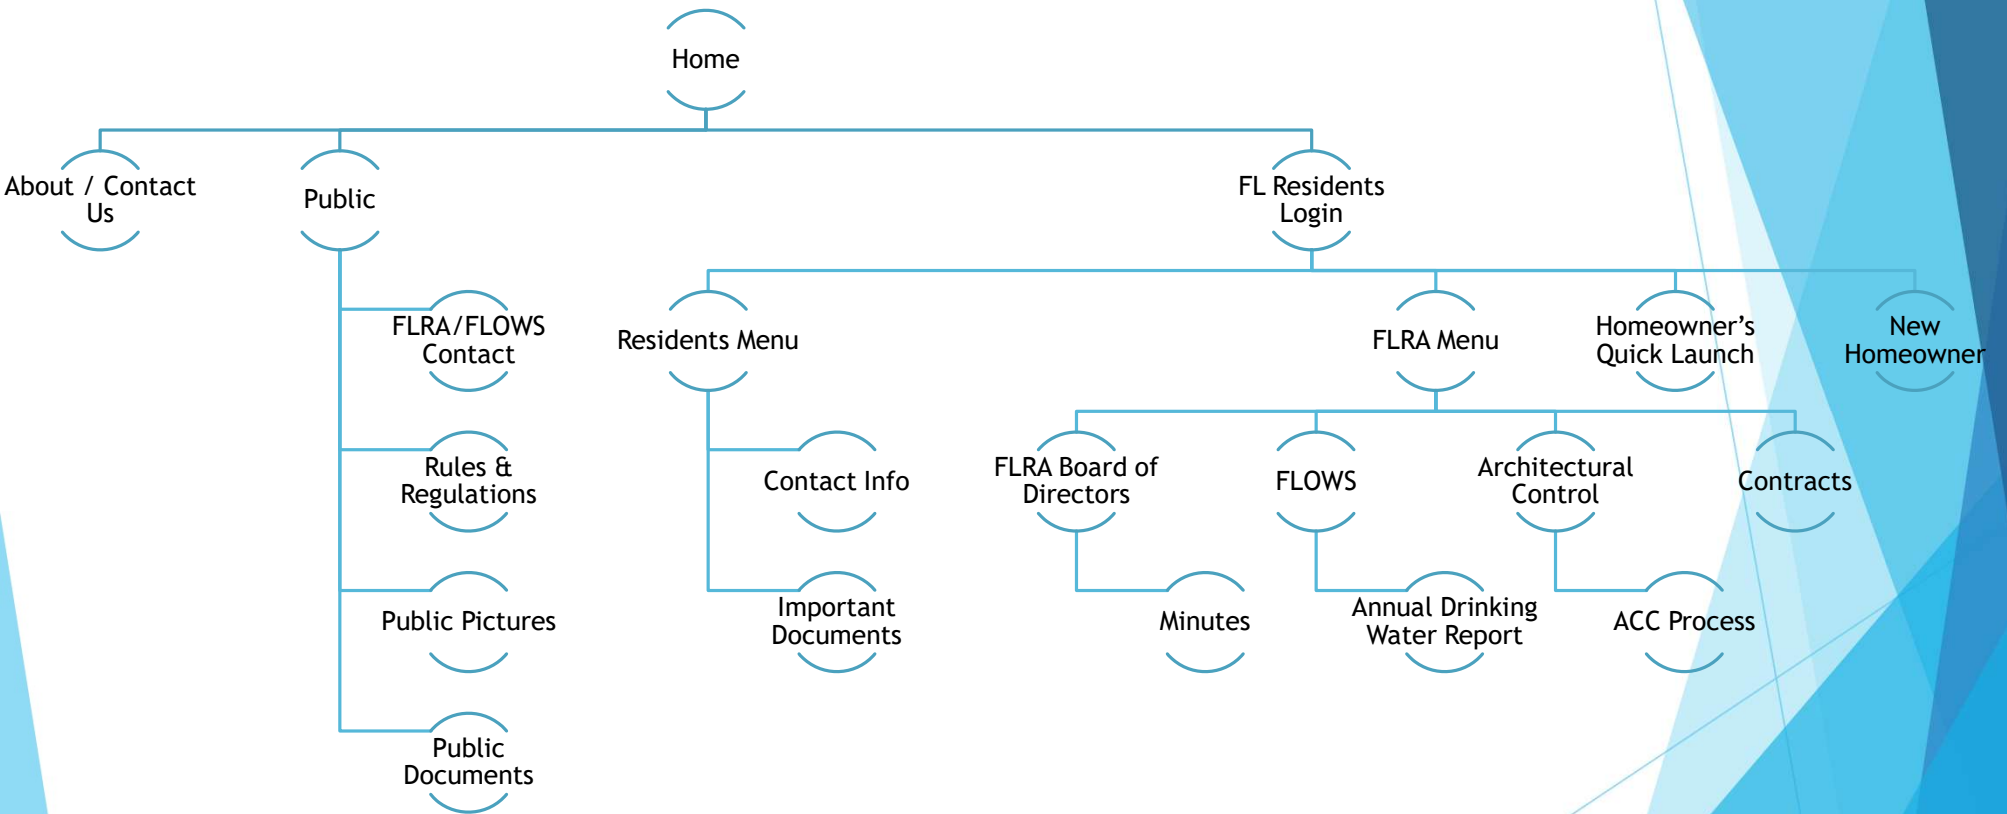 Home
About / Contact
Us
Public
FL Residents
Login
FLRA/FLOWS
Contact
Residents Menu
FLRA Menu
Homeowner’s
Quick Launch
New
Homeowner
Rules &
Regulations
Contact Info
FLRA Board of
Directors
FLOWS
Architectural
Control
Contracts
Public Pictures
Important
Documents
Minutes
Annual Drinking
Water Report
ACC Process
Public
Documents